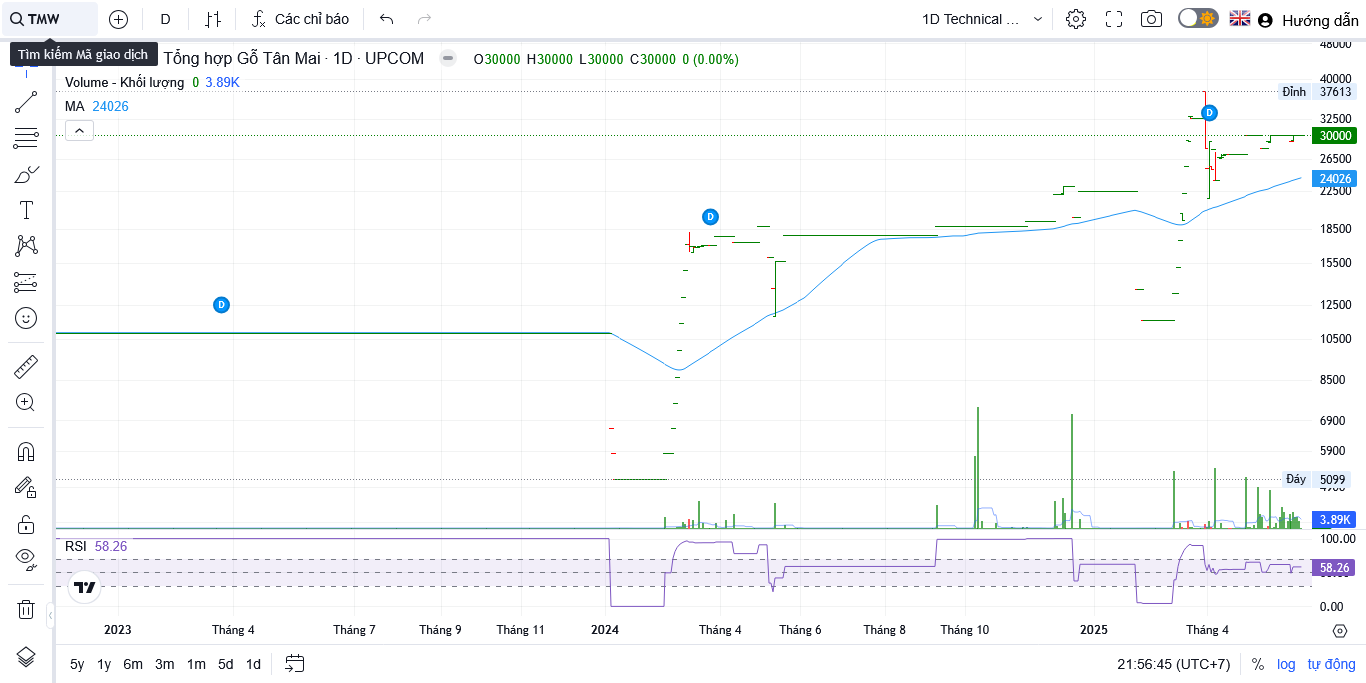 TMW
D
Các chỉ báo
1D Technical ...
Hướng dẫn
Tìm kiếm Mã giao dịch
Tổng hợp Gỗ Tân Mai · 1D · UPCOM
O30000 H30000 L30000 C30000 0 (0.00%)
Volume - Khối lượng 0 3.89K
MA 24026
48000
40000
Đỉnh 37613
D
32500
30000
26500
24026
22500
D
18500
15500
D
12500
10500
8500
6900
5900
Đáy 5099
3.89K
RSI 58.26
100.00
58.26
0.00
2023 Tháng 4 Tháng 7 Tháng 9 Tháng 11 2024 Tháng 4 Tháng 6 Tháng 8 Tháng 10 2025 Tháng 4
5y 1y 6m 3m 1m 5d 1d
21:56:45 (UTC+7) % log tự động